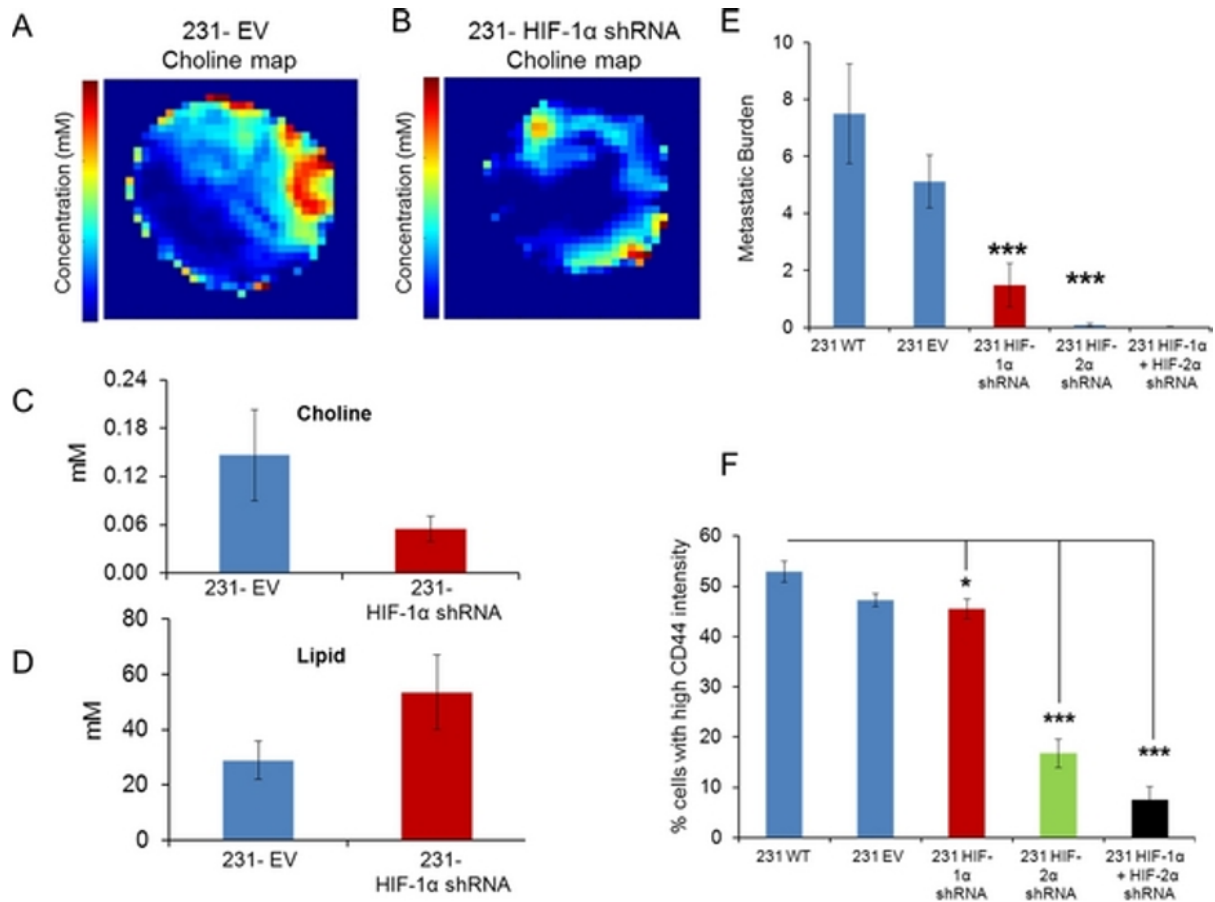 A
231- EV
Choline map
Concentration (mM)
B
231- HIF-1α shRNA
Choline map
Concentration (mM)
C
Choline
mM
0.24
0.18
0.12
0.06
0.00
231- EV
231-
HIF-1α shRNA
D
Lipid
mM
80
60
40
20
0
231- EV
231-
HIF-1α shRNA
E
Metastatic Burden
10
8
6
4
2
0
***
***
231 WT
231 EV
231 HIF-
1α
shRNA
231 HIF-
2α
shRNA
231 HIF-1α
+ HIF-2α
shRNA
F
% cells with high CD44 intensity
60
50
40
30
20
10
0
*
***
***
231 WT
231 EV
231 HIF-
1α
shRNA
231 HIF-
2α
shRNA
231 HIF-1α
+ HIF-2α
shRNA